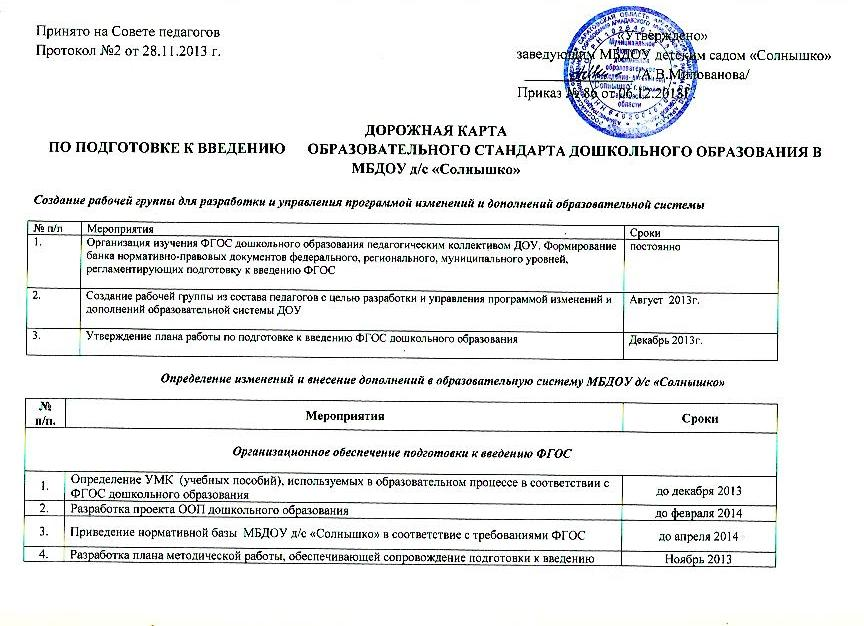 Принято на Совете педагогов
Протокол №2 от 28.11.2013 г.
«Утверждено»
заведующим МБДОУ детским садом «Солнышко»
/А.В.Милованова/
Приказ № 86 от 06.12.2013г.
ДОРОЖНАЯ КАРТА
ПО ПОДГОТОВКЕ К ВВЕДЕНИЮ ОБРАЗОВАТЕЛЬНОГО СТАНДАРТА ДОШКОЛЬНОГО ОБРАЗОВАНИЯ В
МБДОУ д/с «Солнышко»
Создание рабочей группы для разработки и управления программой изменений и дополнений образовательной системы
№ п/п Мероприятия Сроки
1. Организация изучения ФГОС дошкольного образования педагогическим коллективом ДОУ. Формирование постоянно
банка нормативно-правовых документов федерального, регионального, муниципального уровней,
регламентирующих подготовку к введению ФГОС
2. Создание рабочей группы из состава педагогов с целью разработки и управления программой изменений и Август 2013г.
дополнений образовательной системы ДОУ
3. Утверждение плана работы по подготовке к введению ФГОС дошкольного образования Декабрь 2013г.
Определение изменений и внесение дополнений в образовательную систему МБДОУ д/с «Солнышко»
№
п/п. Мероприятия Сроки
Организационное обеспечение подготовки к введению ФГОС
1. Определение УМК (учебных пособий), используемых в образовательном процессе в соответствии с
ФГОС дошкольного образования до декабря 2013
2. Разработка проекта ООП дошкольного образования до февраля 2014
3. Приведение нормативной базы МБДОУ д/с «Солнышко» в соответствие с требованиями ФГОС до апреля 2014
4. Разработка плана методической работы, обеспечивающей сопровождение подготовки к введению Ноябрь 2013